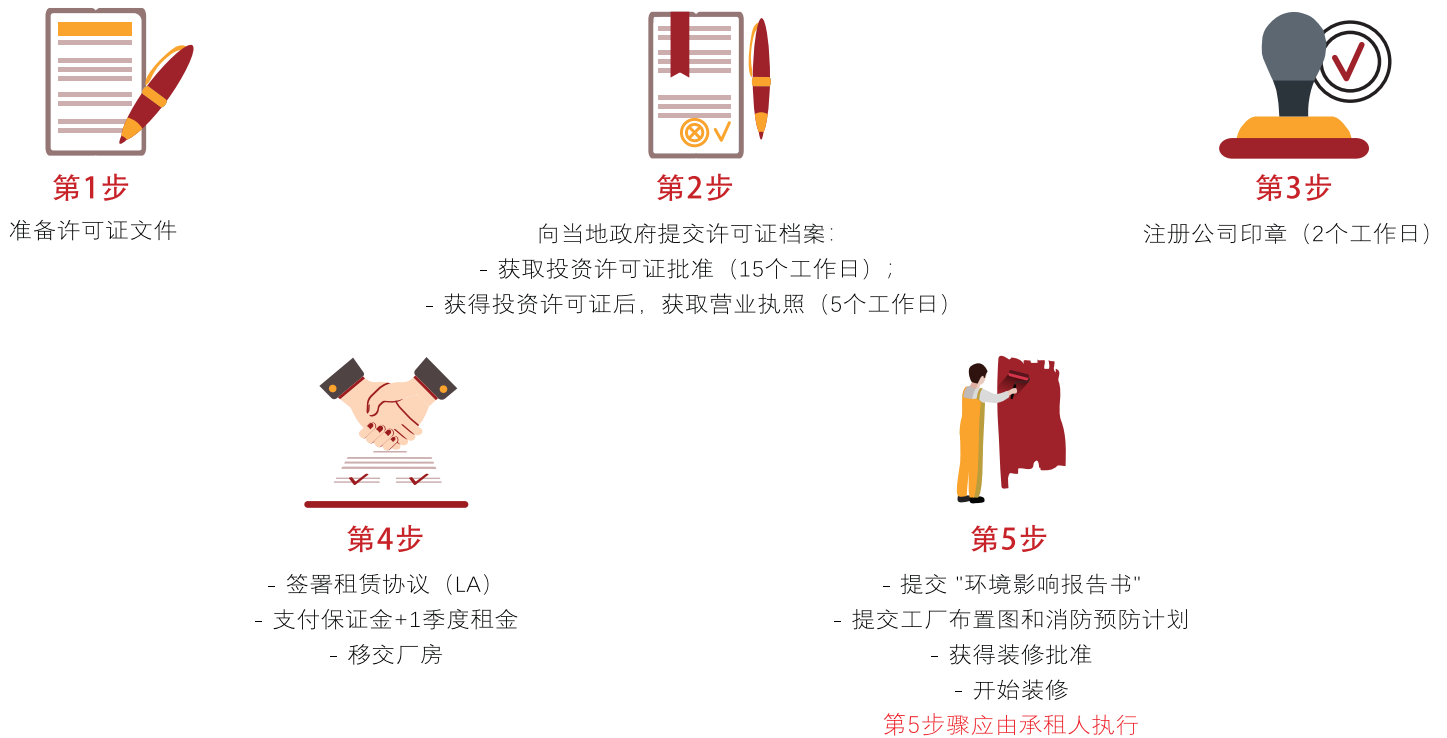 第1步
准备许可证文件
第2步
向当地政府提交许可证档案：
- 获取投资许可证批准（15个工作日）；
- 获得投资许可证后，获取营业执照（5个工作日）
第3步
注册公司印章（2个工作日）
第4步
- 签署租赁协议（LA）
- 支付保证金+1季度租金
- 移交厂房
第5步
- 提交 "环境影响报告书"
- 提交工厂布置图和消防预防计划
- 获得装修批准
- 开始装修
第5步骤应由承租人执行